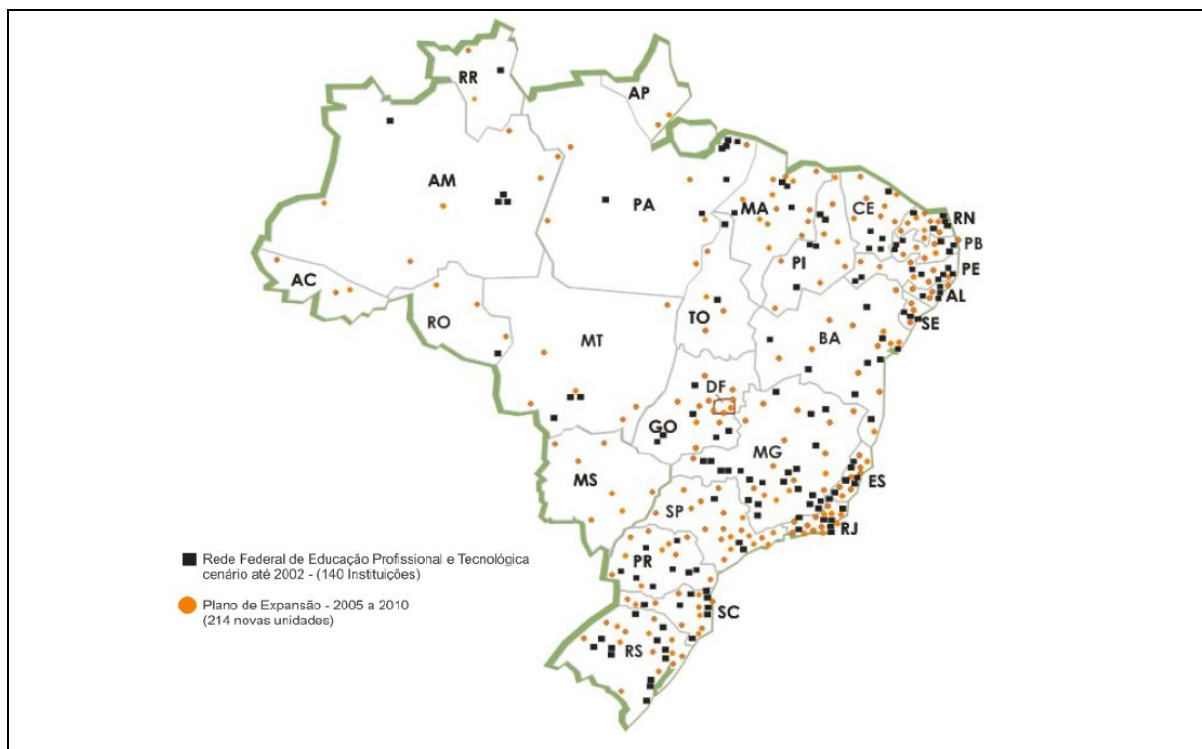 RR
AP
AM
PA
MA
CE
RN
PB
PE
AL
SE
PI
AC
RO
TO
BA
MT
DF
GO
MG
ES
MS
SP
RJ
PR
SC
RS
Rede Federal de Educação Profissional e Tecnológica
cenário até 2002 - (140 Instituições)
Plano de Expansão - 2005 a 2010
(214 novas unidades)